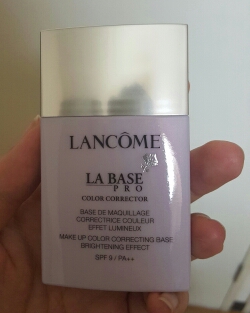 LANCÔME
LA BASE
PRO
COLOR CORRECTOR
BASE DE MAQUILLAGE
CORRECTRICE COULEUR
EFFET LUMINEUX
MAKE UP COLOR CORRECTING BASE
BRIGHTENING EFFECT
SPF 9 / PA++